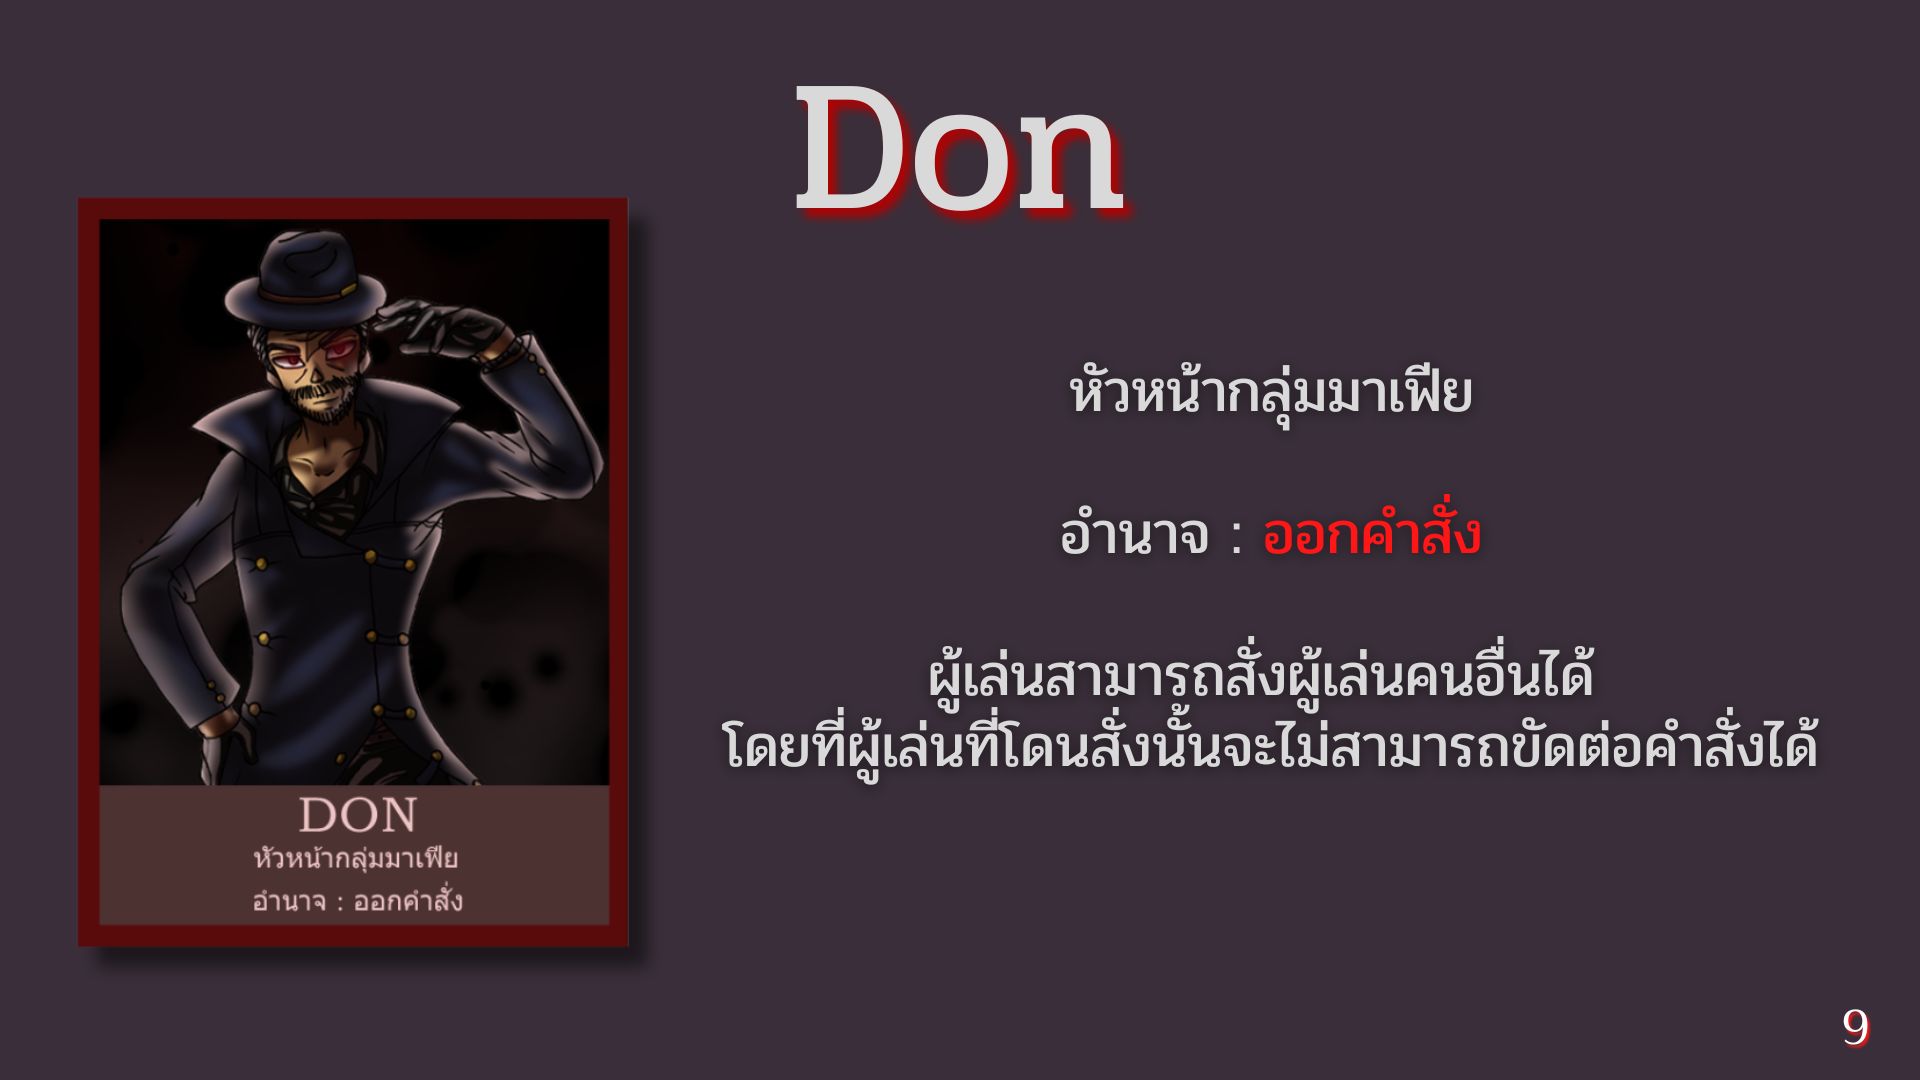 Don
DON
หัวหน้ากลุ่มมาเฟีย
อำนาจ : ออกคำสั่ง
หัวหน้ากลุ่มมาเฟีย
อำนาจ : ออกคำสั่ง
ผู้เล่นสามารถสั่งผู้เล่นคนอื่นได้
โดยที่ผู้เล่นที่โดนสั่งนั้นจะไม่สามารถขัดต่อคำสั่งได้
9